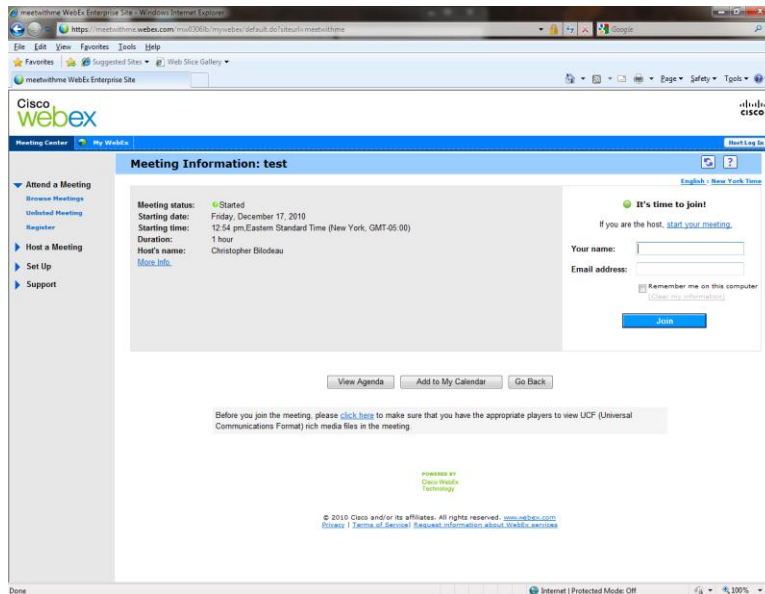 meetwithme WebEx Enterprise Site - Windows Internet Explorer
https://meetwithme.webex.com/mw0306lb/mywebex/default.do?siteurl=meetwithme
Google
File Edit View Favorites Tools Help
Favorites Suggested Sites Web Slice Gallery
meetwithme WebEx Enterprise Site
Page Safety Tools
Cisco
webex
CISCO
Meeting Center My WebEx
Host Log In
Meeting Information: test
English : New York Time
Attend a Meeting
Browse Meetings
Unlisted Meeting
Register
Host a Meeting
Set Up
Support
Meeting status: Started
Starting date: Friday, December 17, 2010
Starting time: 12:54 pm,Eastern Standard Time (New York, GMT-05:00)
Duration: 1 hour
Host's name: Christopher Bilodeau
More Info
It's time to join!
If you are the host, start your meeting.
Your name:
Email address:
Remember me on this computer
[Clear my information]
Join
View Agenda Add to My Calendar Go Back
Before you join the meeting, please click here to make sure that you have the appropriate players to view UCF (Universal
Communications Format) rich media files in the meeting.
POWERED BY
Cisco WebEx
Technology
© 2010 Cisco and/or its affiliates. All rights reserved. www.webex.com
Privacy | Terms of Service| Request information about WebEx services
Done
Internet | Protected Mode: Off
100%